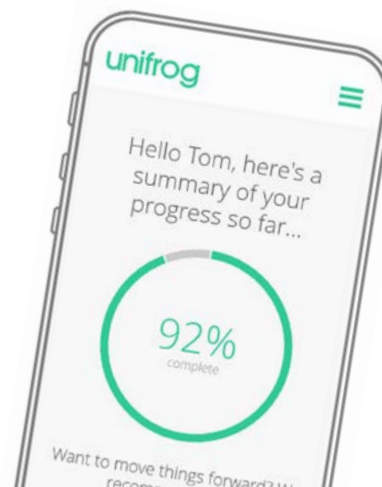 unifrog
Hello Tom, here's a
summary of your
progress so far...
92%
complete
Want to move things forward?